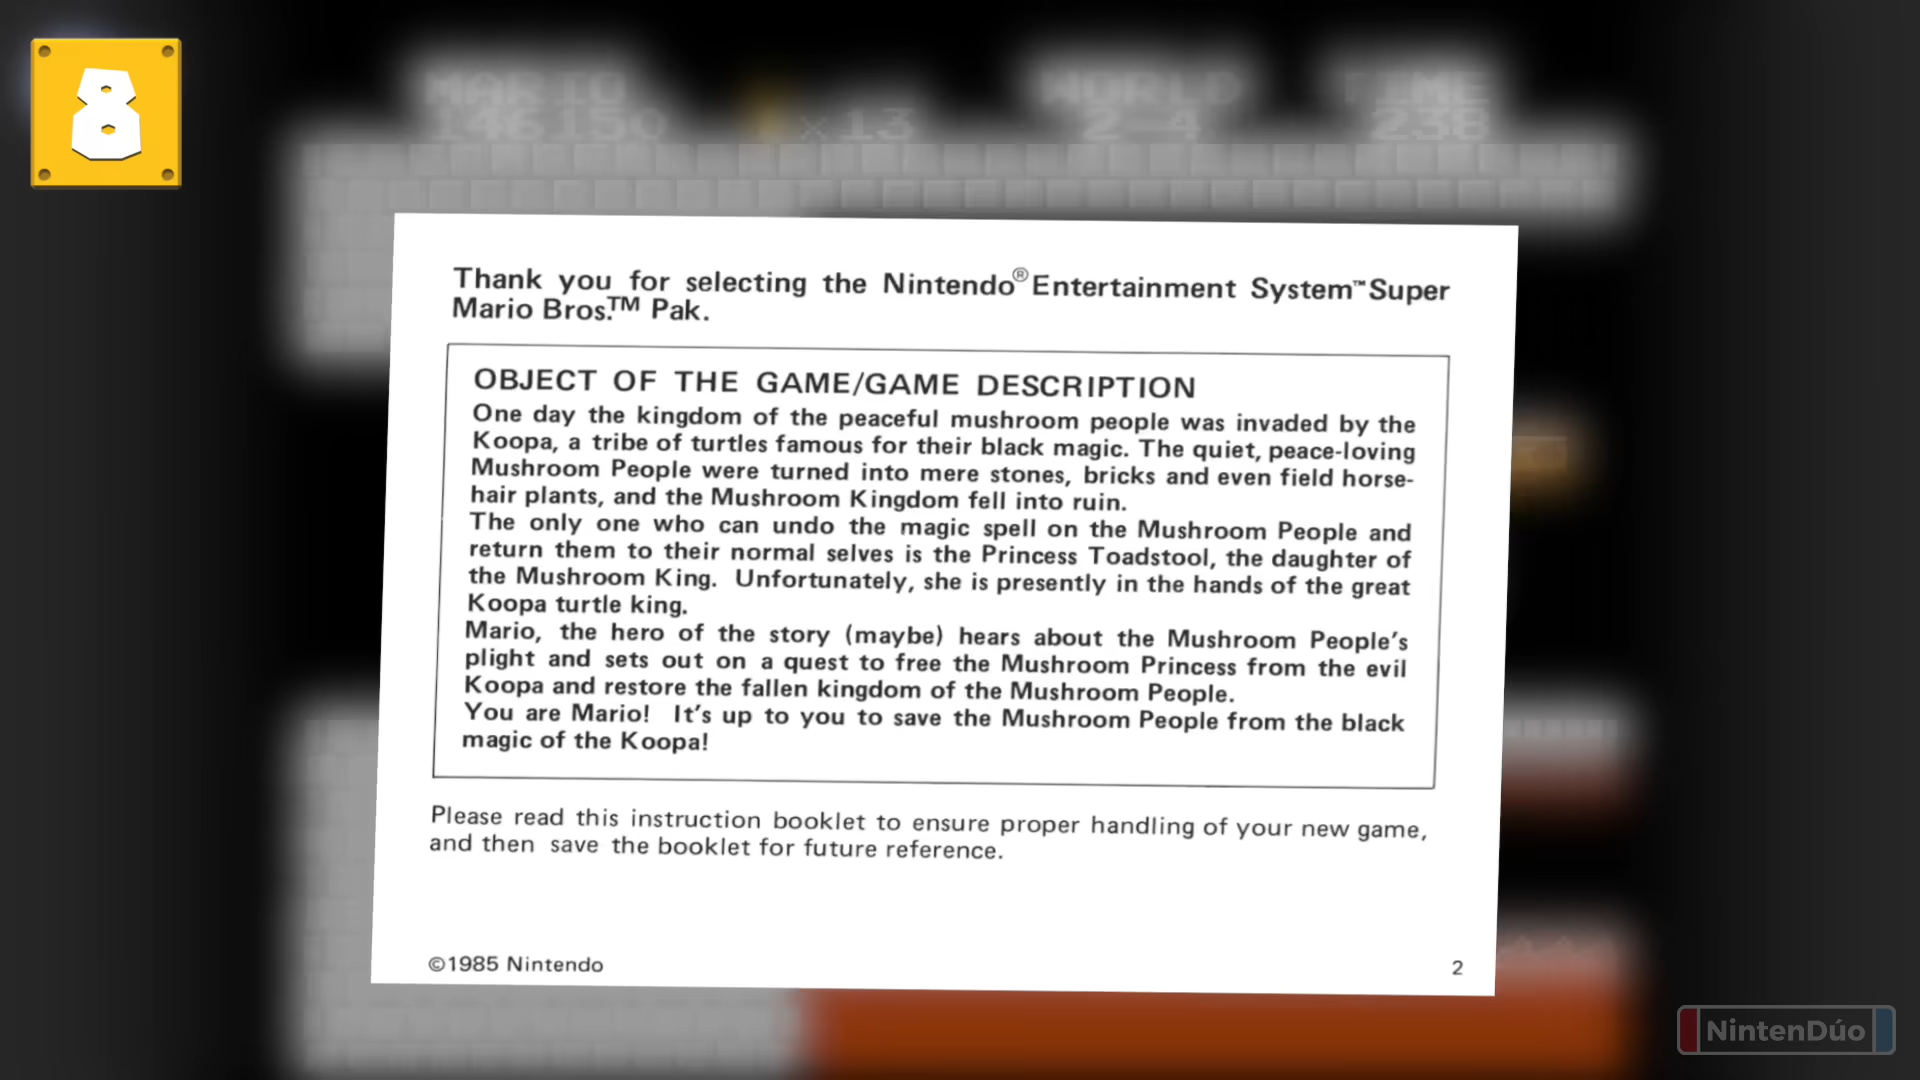 8
MARIO WORLD TIME
146150 ×13 2-4 238
Thank you for selecting the Nintendo® Entertainment System™ Super
Mario Bros.™ Pak.
OBJECT OF THE GAME/GAME DESCRIPTION
One day the kingdom of the peaceful mushroom people was invaded by the
Koopa, a tribe of turtles famous for their black magic. The quiet, peace-loving
Mushroom People were turned into mere stones, bricks and even field horse-
hair plants, and the Mushroom Kingdom fell into ruin.
The only one who can undo the magic spell on the Mushroom People and
return them to their normal selves is the Princess Toadstool, the daughter of
the Mushroom King. Unfortunately, she is presently in the hands of the great
Koopa turtle king.
Mario, the hero of the story (maybe) hears about the Mushroom People's
plight and sets out on a quest to free the Mushroom Princess from the evil
Koopa and restore the fallen kingdom of the Mushroom People.
You are Mario! It's up to you to save the Mushroom People from the black
magic of the Koopa!
Please read this instruction booklet to ensure proper handling of your new game,
and then save the booklet for future reference.
©1985 Nintendo 2
NintenDúo